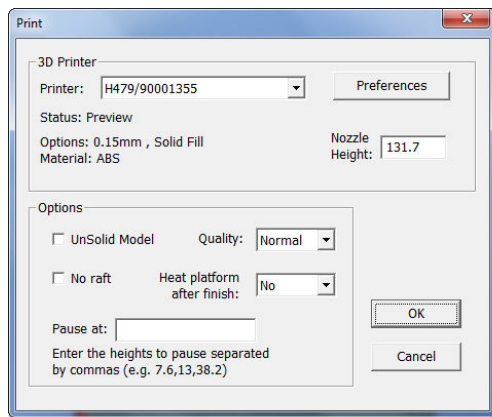 Print
3D Printer
Printer: H479/90001355 Preferences
Status: Preview
Options: 0.15mm , Solid Fill
Material: ABS
Nozzle
Height: 131.7
Options
UnSolid Model Quality: Normal
No raft Heat platform
after finish: No
Pause at:
Enter the heights to pause separated
by commas (e.g. 7.6,13,38.2)
OK
Cancel